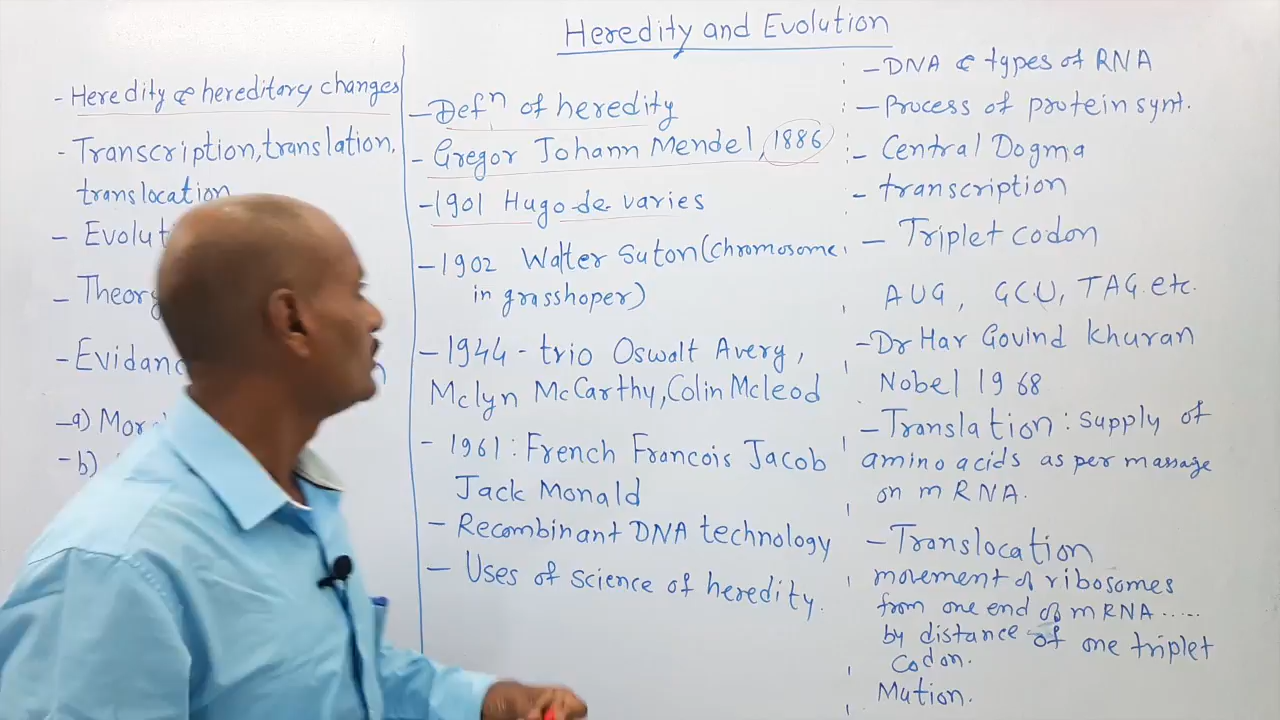 Heredity and Evolution
- Heredity & hereditary changes
- Transcription, translation,
translocation
- Evoluti
- Theory
- Evidanc
- a) Mor
- b)
- Defⁿ of heredity
- Gregor Johann Mendel, 1886
- 1901 Hugo de varies
- 1902 Walter Suton (chromosome
in grasshoper)
- 1944 - trio Oswalt Avery,
Mclyn McCarthy, Colin Mcleod
- 1961 : French Francois Jacob
Jack Monald
- Recombinant DNA technology
- Uses of science of heredity.
- DNA & types of RNA
- Process of protein synt.
- Central Dogma
- transcription
- Triplet codon
AUG, GCU, TAG etc.
- Dr Har Govind Khuran
Nobel 1968
- Translation : supply of
amino acids as per massage
on mRNA.
- Translocation
movement of ribosomes
from one end of mRNA.....
by distance of one triplet
codon.
Mution.